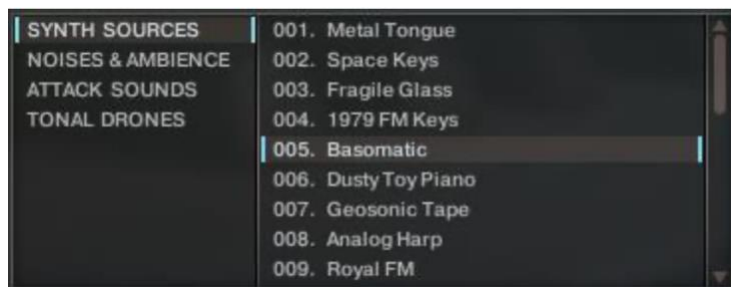 SYNTH SOURCES
NOISES & AMBIENCE
ATTACK SOUNDS
TONAL DRONES
001. Metal Tongue
002. Space Keys
003. Fragile Glass
004. 1979 FM Keys
005. Basomatic
006. Dusty Toy Piano
007. Geosonic Tape
008. Analog Harp
009. Royal FM